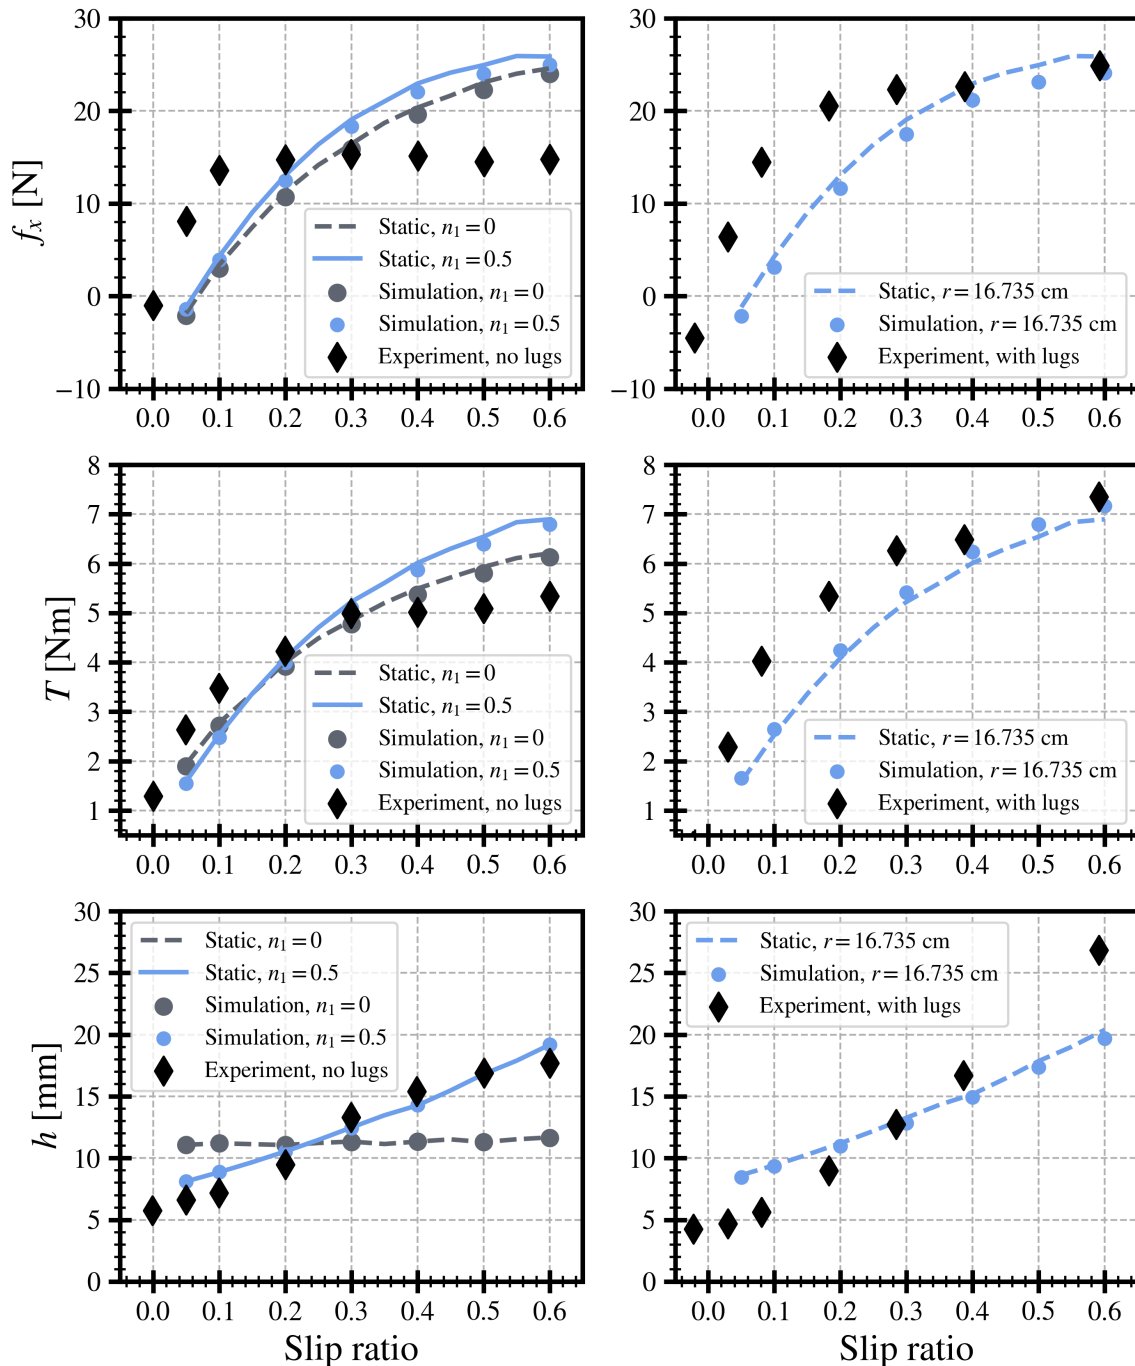 30
20
10
0
−10
f_x [N]
0.0 0.1 0.2 0.3 0.4 0.5 0.6
Static, n₁ = 0
Static, n₁ = 0.5
Simulation, n₁ = 0
Simulation, n₁ = 0.5
Experiment, no lugs
30
20
10
0
−10
0.0 0.1 0.2 0.3 0.4 0.5 0.6
Static, r = 16.735 cm
Simulation, r = 16.735 cm
Experiment, with lugs
8
7
6
5
4
3
2
1
T [Nm]
0.0 0.1 0.2 0.3 0.4 0.5 0.6
Static, n₁ = 0
Static, n₁ = 0.5
Simulation, n₁ = 0
Simulation, n₁ = 0.5
Experiment, no lugs
8
7
6
5
4
3
2
1
0.0 0.1 0.2 0.3 0.4 0.5 0.6
Static, r = 16.735 cm
Simulation, r = 16.735 cm
Experiment, with lugs
30
25
20
15
10
5
0
h [mm]
0.0 0.1 0.2 0.3 0.4 0.5 0.6
Slip ratio
Static, n₁ = 0
Static, n₁ = 0.5
Simulation, n₁ = 0
Simulation, n₁ = 0.5
Experiment, no lugs
30
25
20
15
10
5
0
0.0 0.1 0.2 0.3 0.4 0.5 0.6
Slip ratio
Static, r = 16.735 cm
Simulation, r = 16.735 cm
Experiment, with lugs